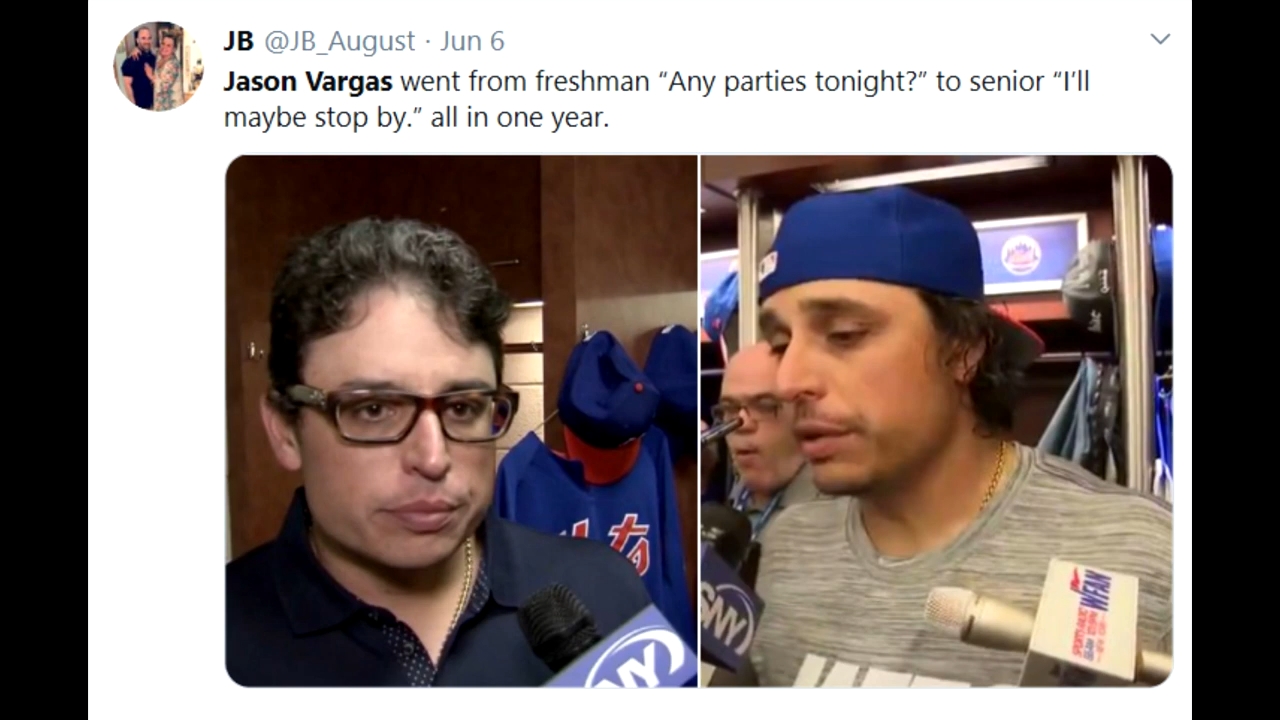 JB @JB_August · Jun 6
Jason Vargas went from freshman “Any parties tonight?” to senior “I’ll
maybe stop by.” all in one year.
SNY
SNY
WFAN